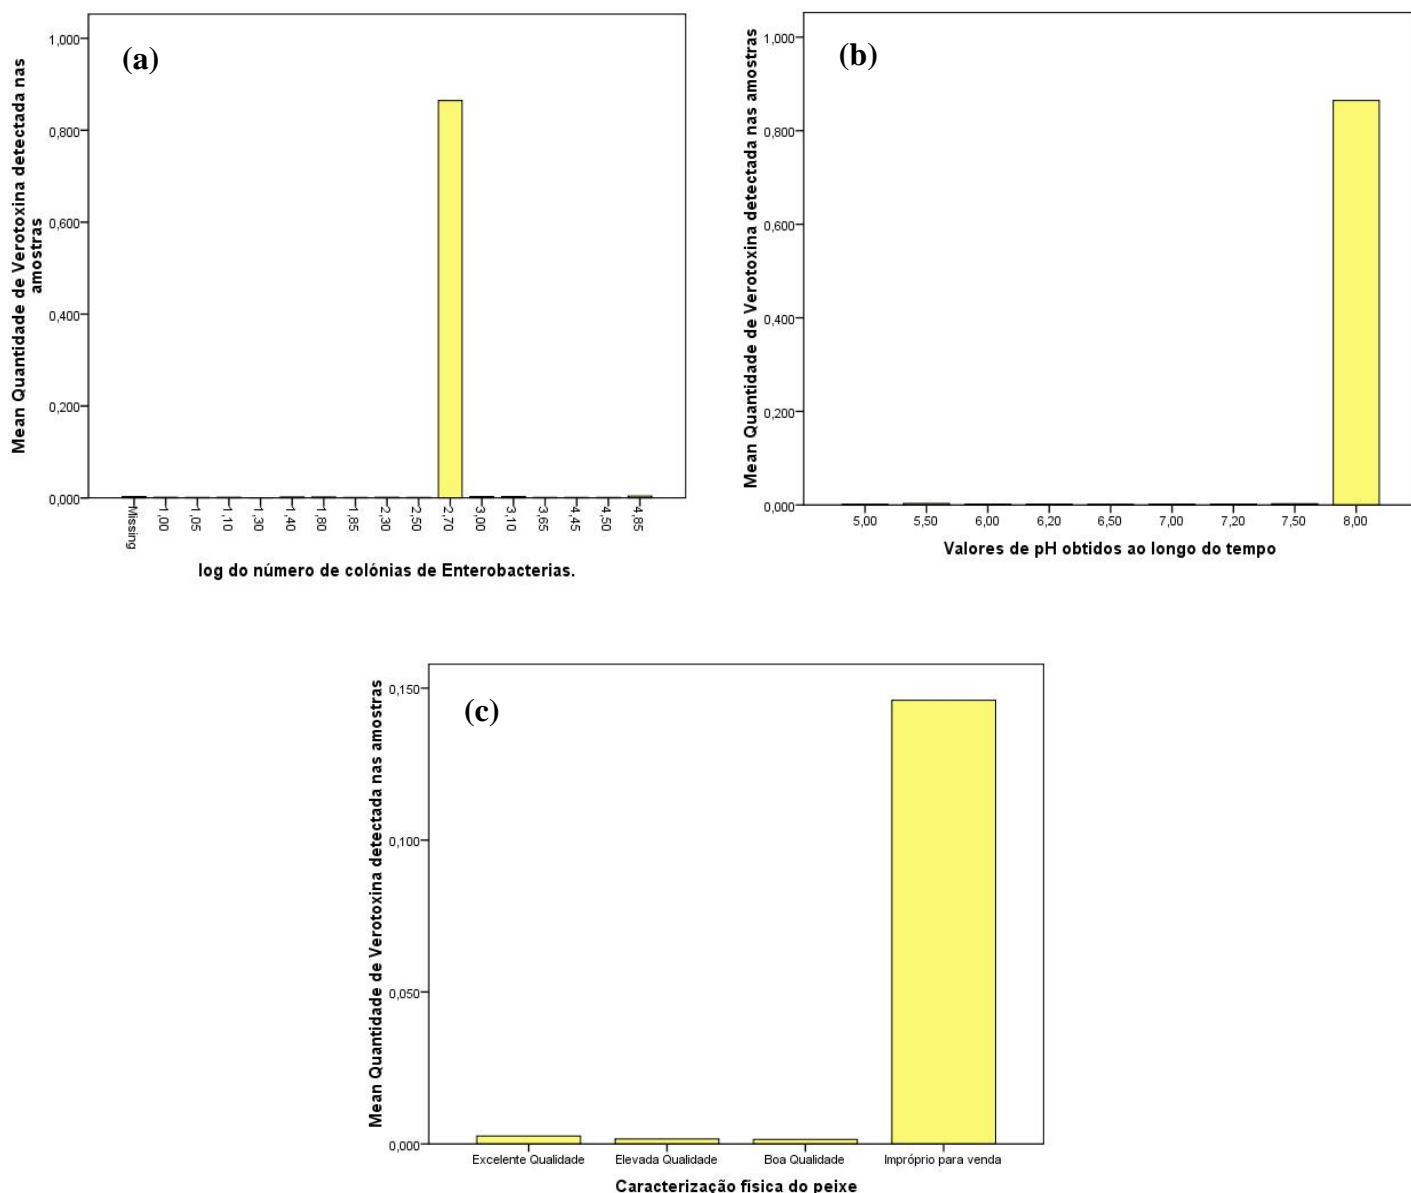 (a)
Mean Quantidade de Verotoxina detectada nas
amostras
1,000
0,800
0,600
0,400
0,200
0,000
Missing
1,00
1,05
1,10
1,30
1,40
1,80
1,85
2,30
2,50
2,70
3,00
3,10
3,65
4,45
4,50
4,85
log do número de colónias de Enterobacterias.
(b)
Mean Quantidade de Verotoxina detectada nas amostras
1,000
0,800
0,600
0,400
0,200
0,000
5,00
5,50
6,00
6,20
6,50
7,00
7,20
7,50
8,00
Valores de pH obtidos ao longo do tempo
(c)
Mean Quantidade de Verotoxina detectada nas amostras
0,150
0,100
0,050
0,000
Excelente Qualidade
Elevada Qualidade
Boa Qualidade
Impróprio para venda
Caracterização física do peixe